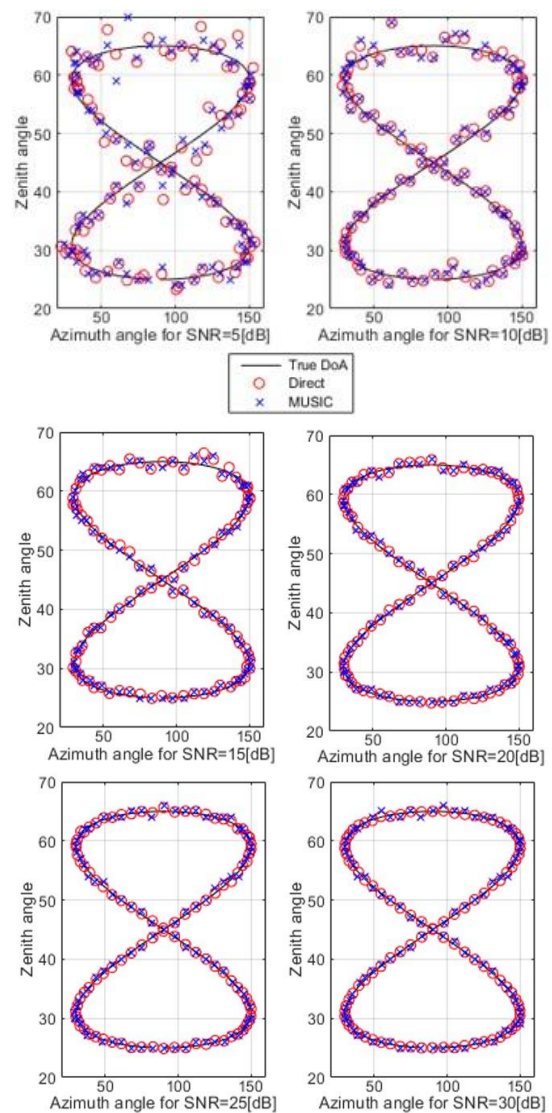 70
60
50
40
30
20
Zenith angle
50 100 150
Azimuth angle for SNR=5[dB]
70
60
50
40
30
20
Zenith angle
50 100 150
Azimuth angle for SNR=10[dB]
True DoA
Direct
MUSIC
70
60
50
40
30
20
Zenith angle
50 100 150
Azimuth angle for SNR=15[dB]
70
60
50
40
30
20
Zenith angle
50 100 150
Azimuth angle for SNR=20[dB]
70
60
50
40
30
20
Zenith angle
50 100 150
Azimuth angle for SNR=25[dB]
70
60
50
40
30
20
Zenith angle
50 100 150
Azimuth angle for SNR=30[dB]